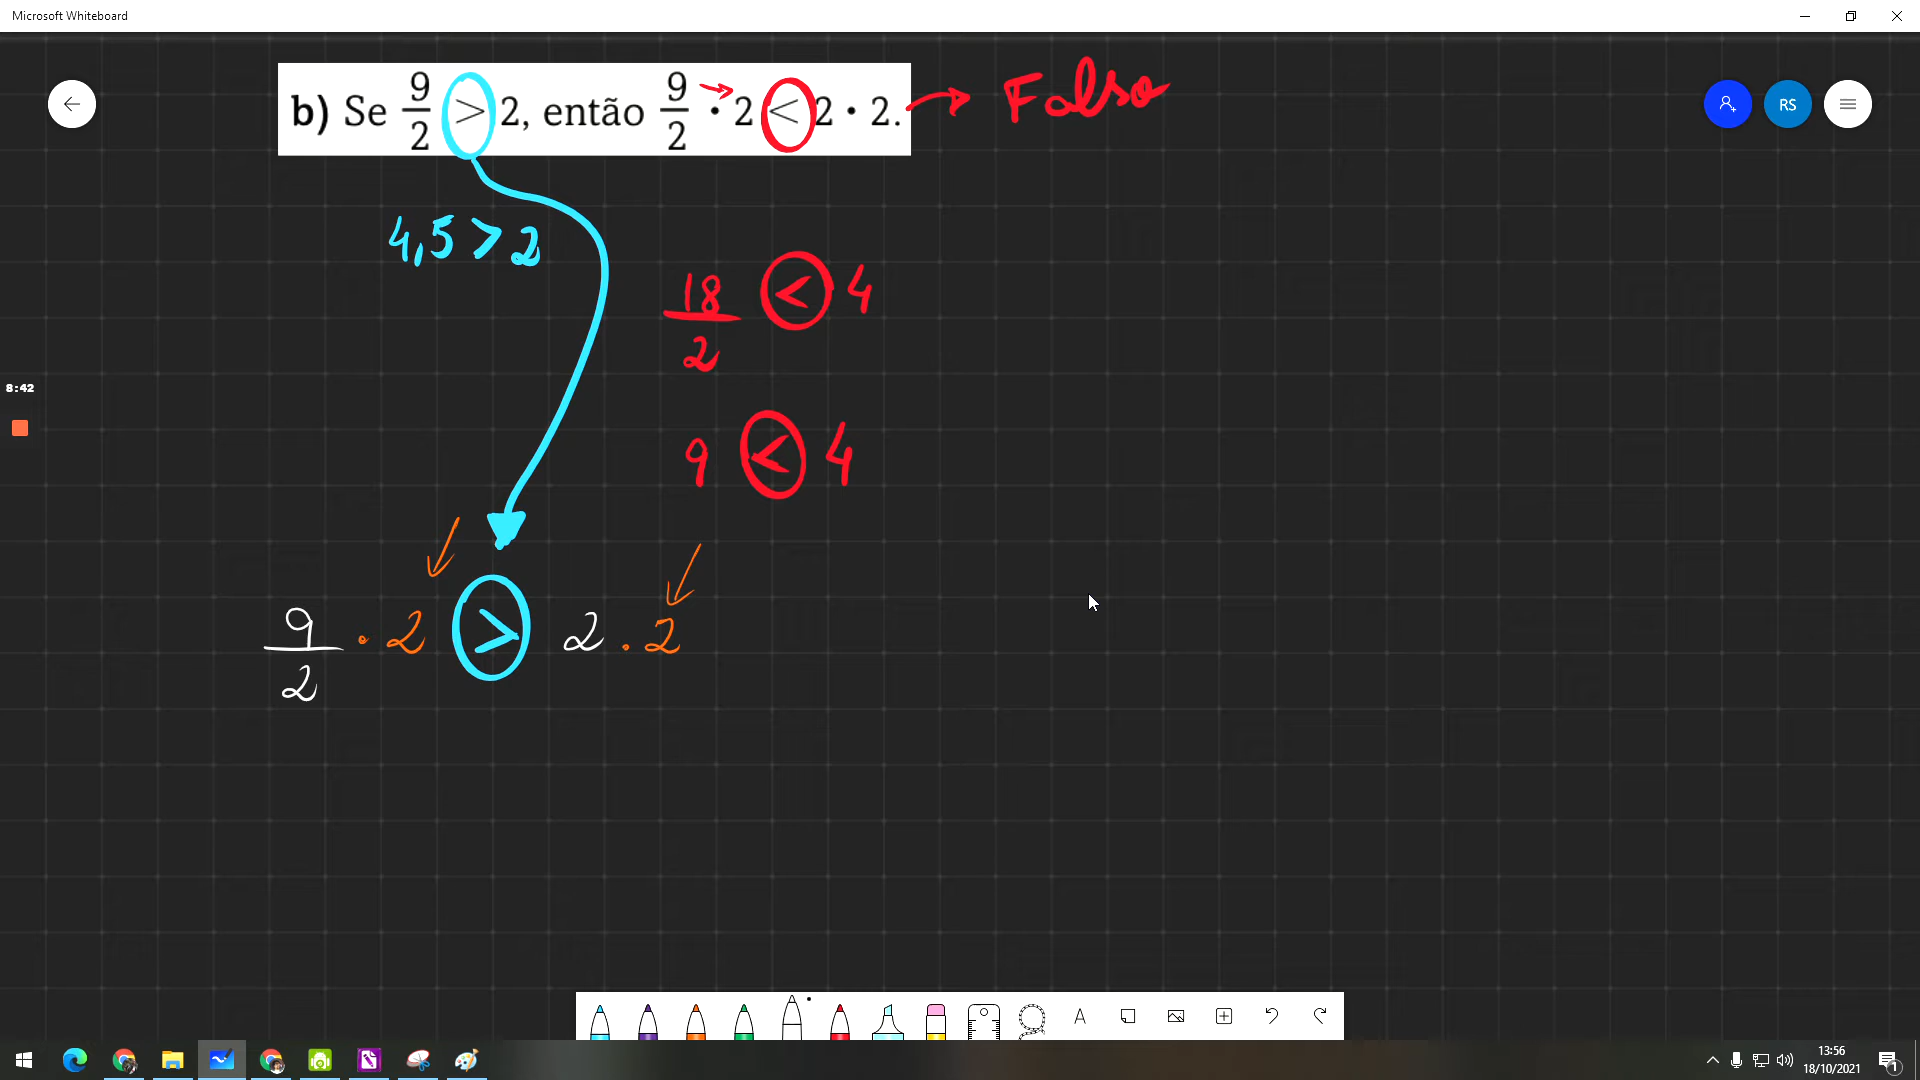 Microsoft Whiteboard
b) Se 9/2 > 2, então 9/2 • 2 < 2 • 2. → Falso
RS
4,5 > 2
18/2 < 4
8:42
9 < 4
9/2 . 2 > 2 . 2
A
13:56
18/10/2021
1